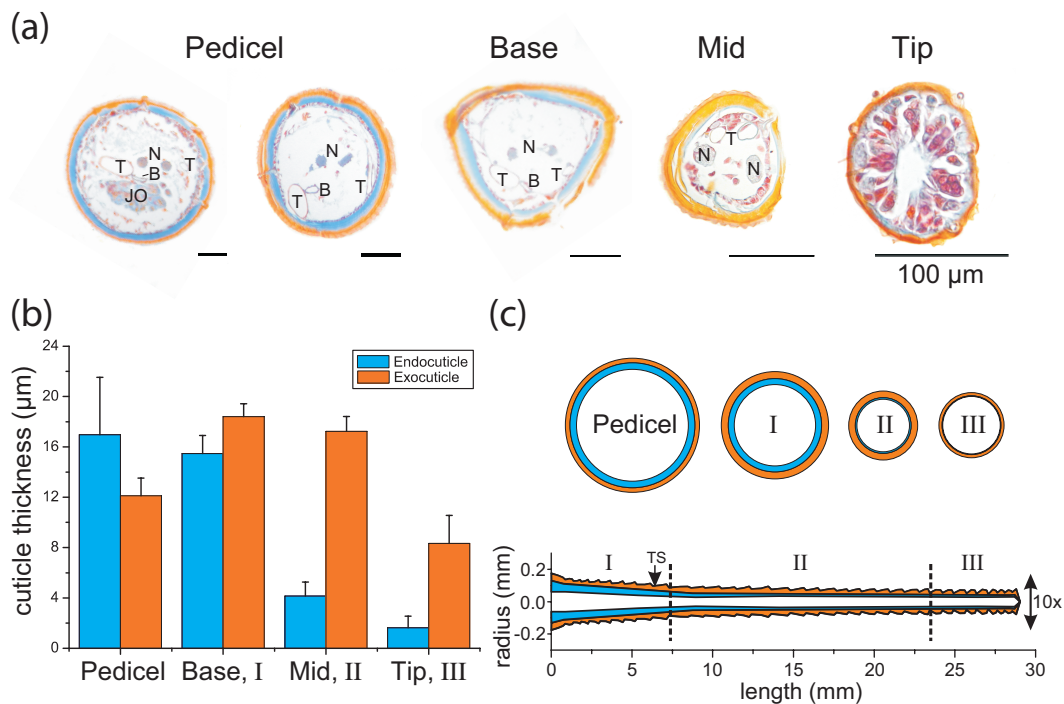 (a)
Pedicel Base Mid Tip
T N B T JO
N B T T
N T B T
T N N
100 μm
(b)
cuticle thickness (μm)
24
20
16
12
8
4
0
Endocuticle
Exocuticle
Pedicel Base, I Mid, II Tip, III
(c)
Pedicel I II III
radius (mm)
0.2
0.0
-0.2
I TS II III
10x
0 5 10 15 20 25 30
length (mm)